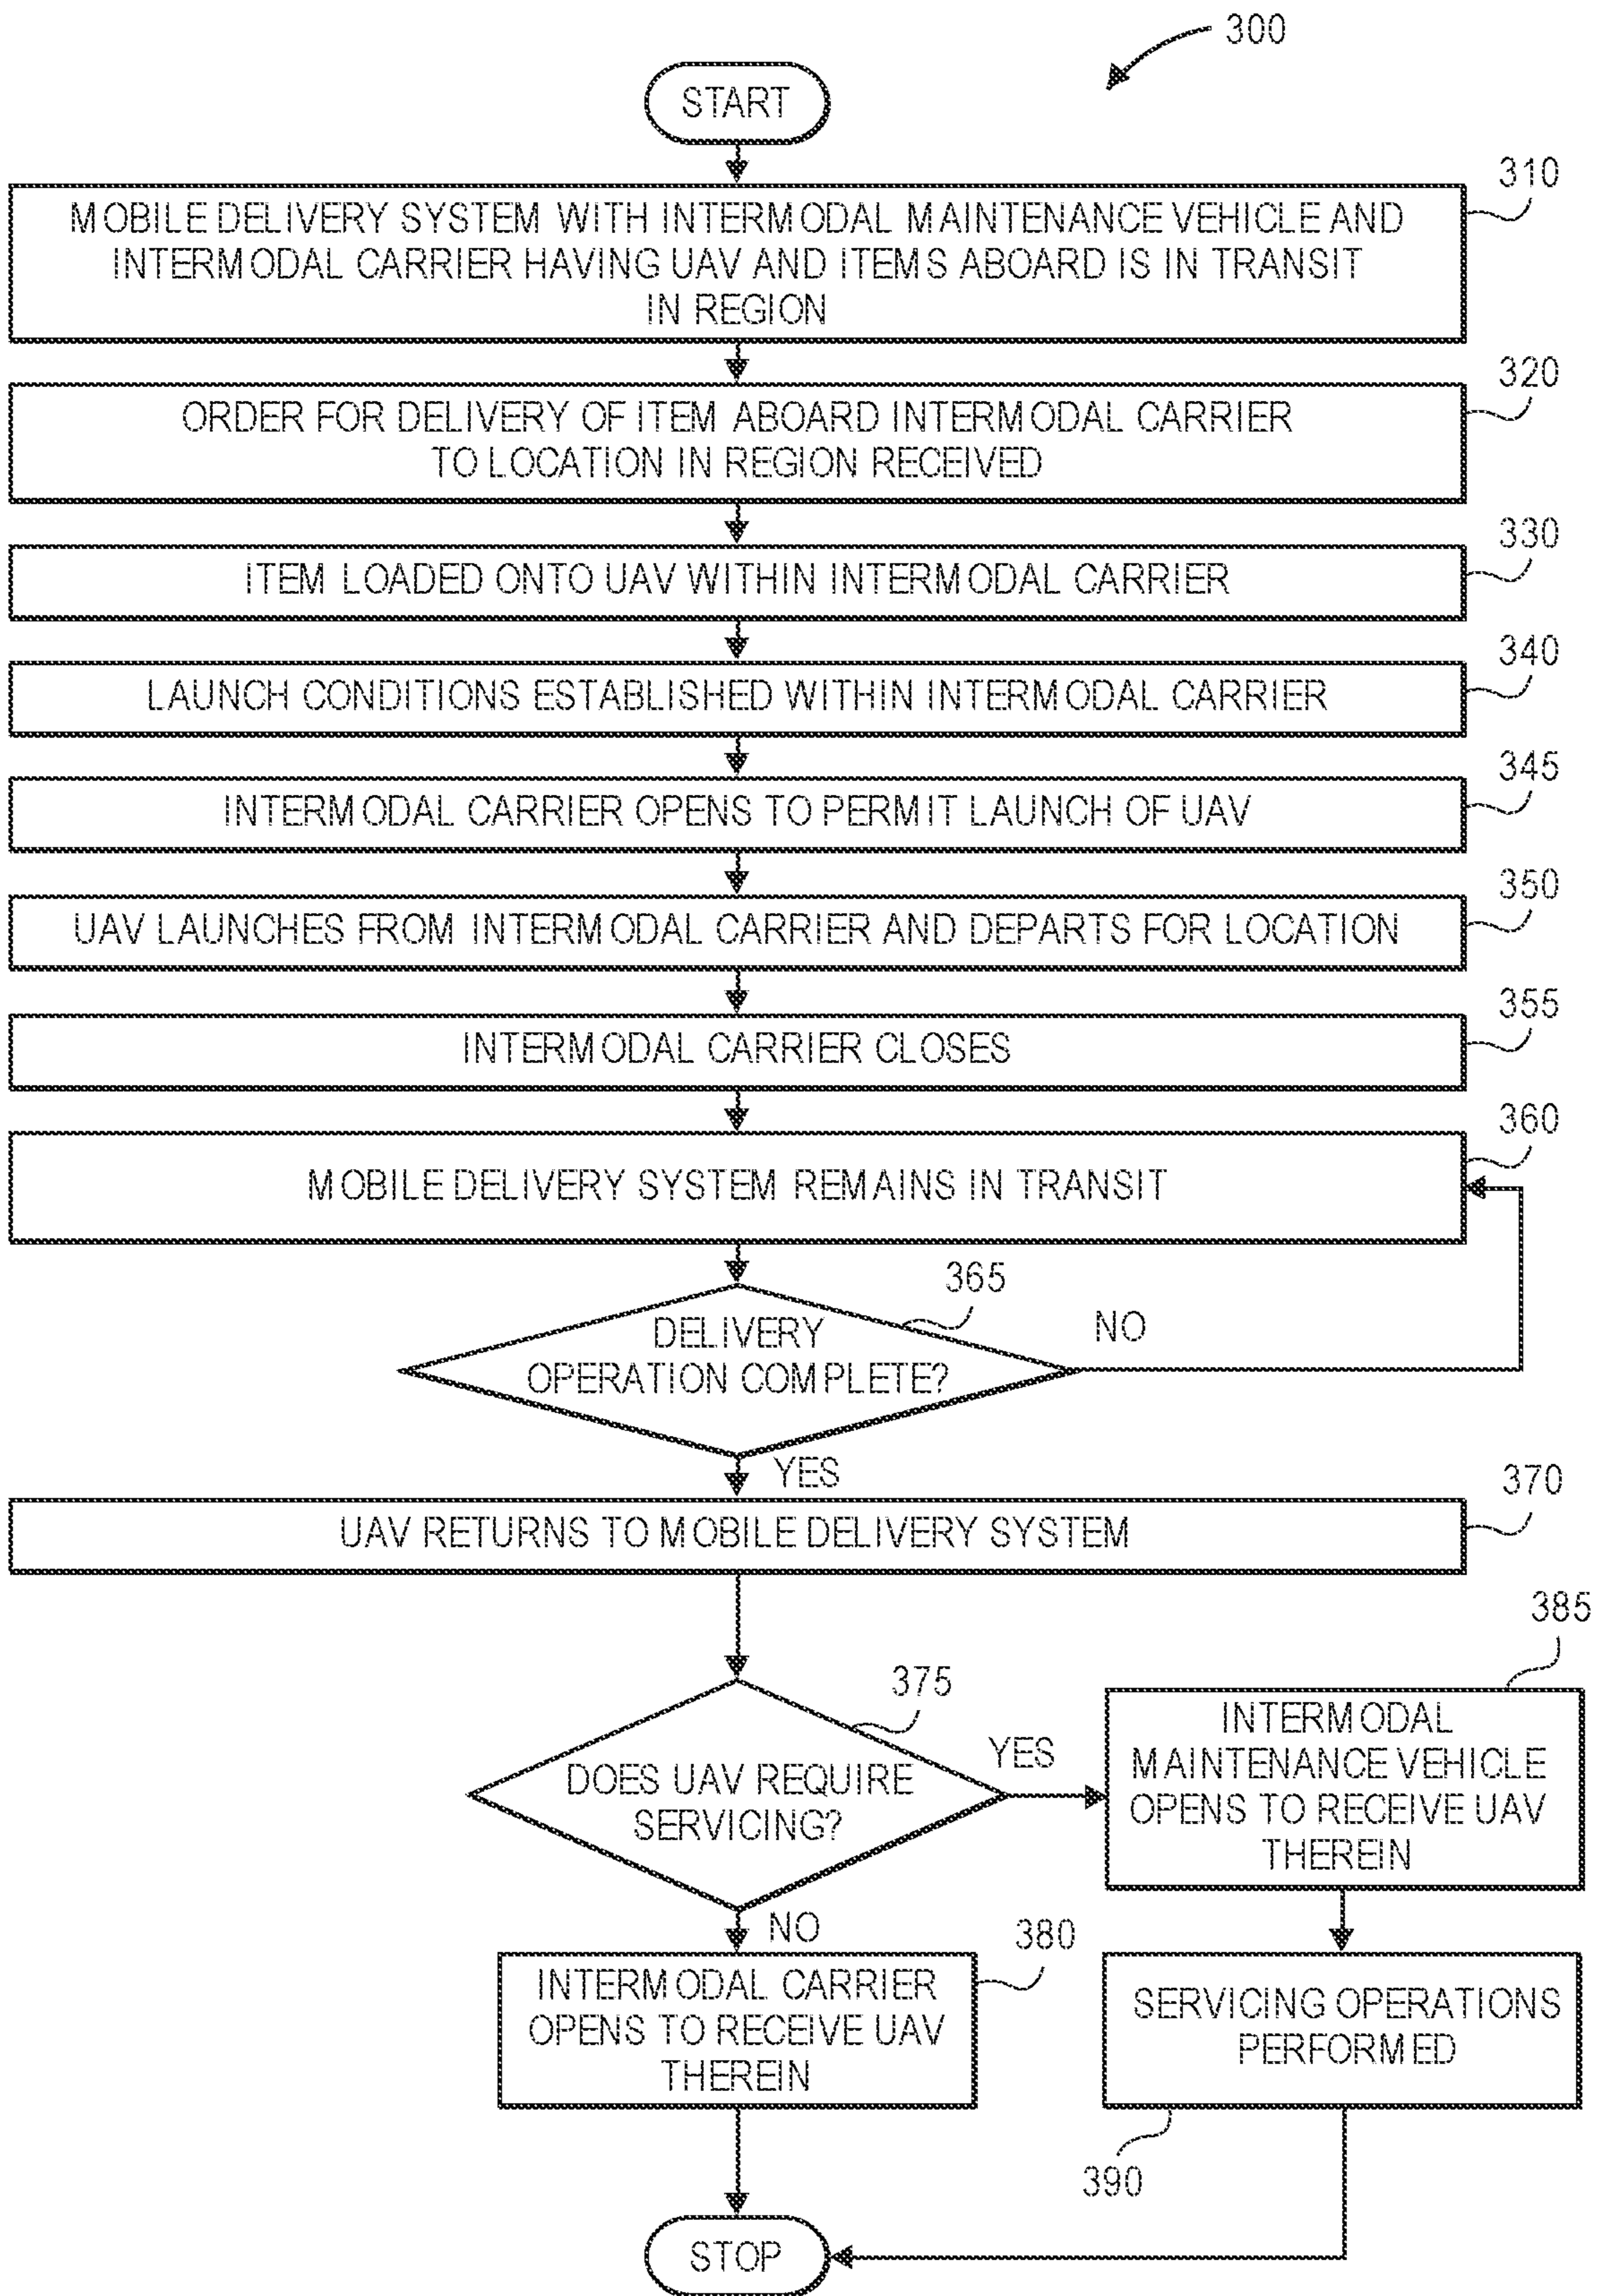 300
START
310
MOBILE DELIVERY SYSTEM WITH INTERMODAL MAINTENANCE VEHICLE AND
INTERMODAL CARRIER HAVING UAV AND ITEMS ABOARD IS IN TRANSIT
IN REGION
320
ORDER FOR DELIVERY OF ITEM ABOARD INTERMODAL CARRIER
TO LOCATION IN REGION RECEIVED
330
ITEM LOADED ONTO UAV WITHIN INTERMODAL CARRIER
340
LAUNCH CONDITIONS ESTABLISHED WITHIN INTERMODAL CARRIER
345
INTERMODAL CARRIER OPENS TO PERMIT LAUNCH OF UAV
350
UAV LAUNCHES FROM INTERMODAL CARRIER AND DEPARTS FOR LOCATION
355
INTERMODAL CARRIER CLOSES
360
MOBILE DELIVERY SYSTEM REMAINS IN TRANSIT
365
DELIVERY
OPERATION COMPLETE?
NO
YES
370
UAV RETURNS TO MOBILE DELIVERY SYSTEM
375
DOES UAV REQUIRE
SERVICING?
YES
385
INTERMODAL
MAINTENANCE VEHICLE
OPENS TO RECEIVE UAV
THEREIN
NO
380
INTERMODAL CARRIER
OPENS TO RECEIVE UAV
THEREIN
SERVICING OPERATIONS
PERFORMED
390
STOP